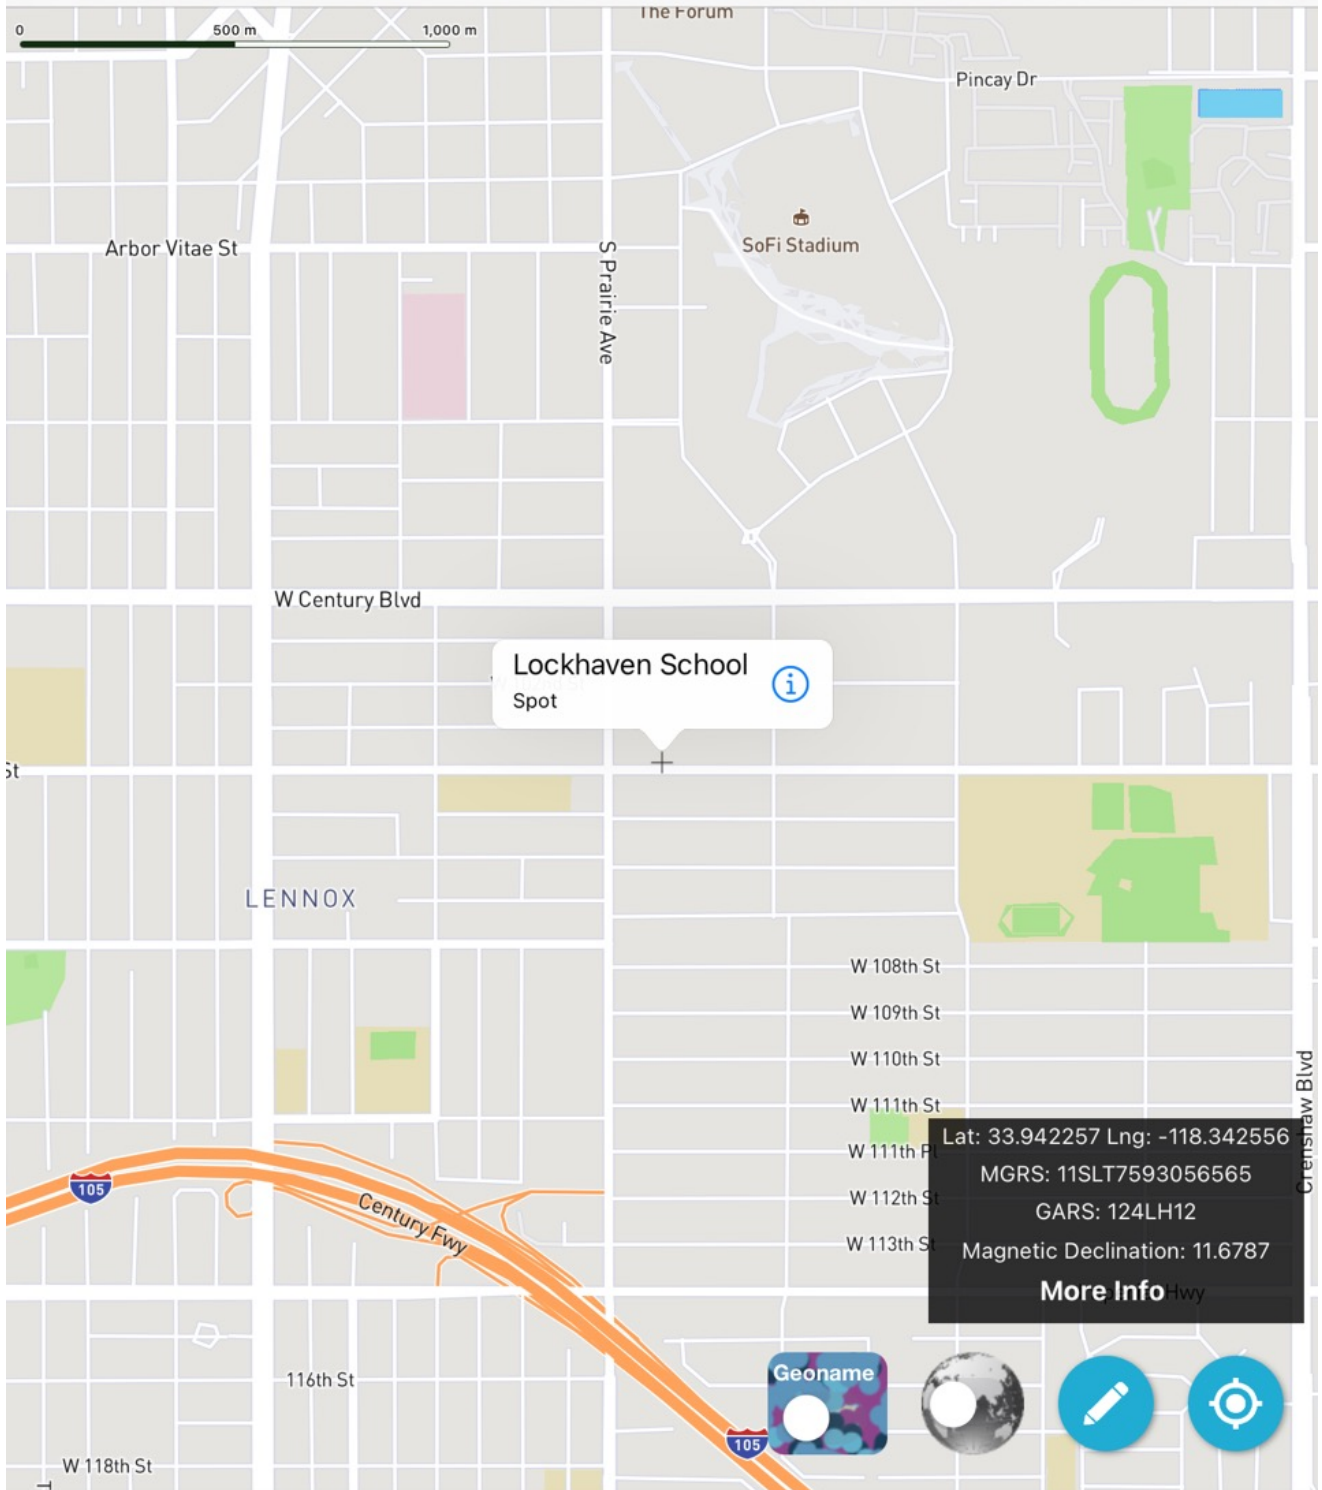 The Forum
0 500 m 1,000 m
Pincay Dr
SoFi Stadium
Arbor Vitae St
S Prairie Ave
W Century Blvd
Lockhaven School
Spot
St
LENNOX
W 108th St
W 109th St
W 110th St
W 111th St
Crenshaw Blvd
Lat: 33.942257 Lng: -118.342556
W 111th Pl
MGRS: 11SLT7593056565
105
W 112th St
GARS: 124LH12
Century Fwy
W 113th St
Magnetic Declination: 11.6787
More Info
Hwy
Geoname
116th St
105
W 118th St